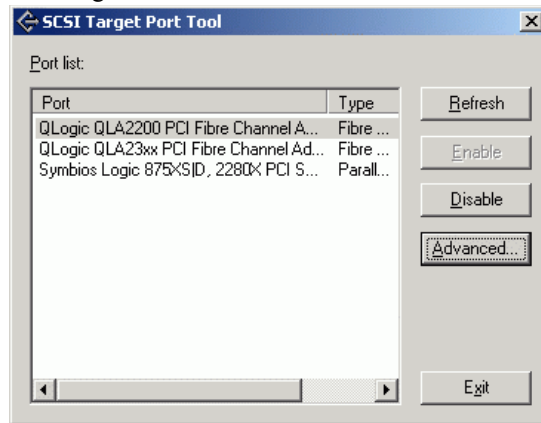 SCSI Target Port Tool
Port list:
Port Type
QLogic QLA2200 PCI Fibre Channel A... Fibre ...
QLogic QLA23xx PCI Fibre Channel Ad... Fibre ...
Symbios Logic 875XS|D, 2280X PCI S... Parall...
Refresh
Enable
Disable
Advanced...
Exit